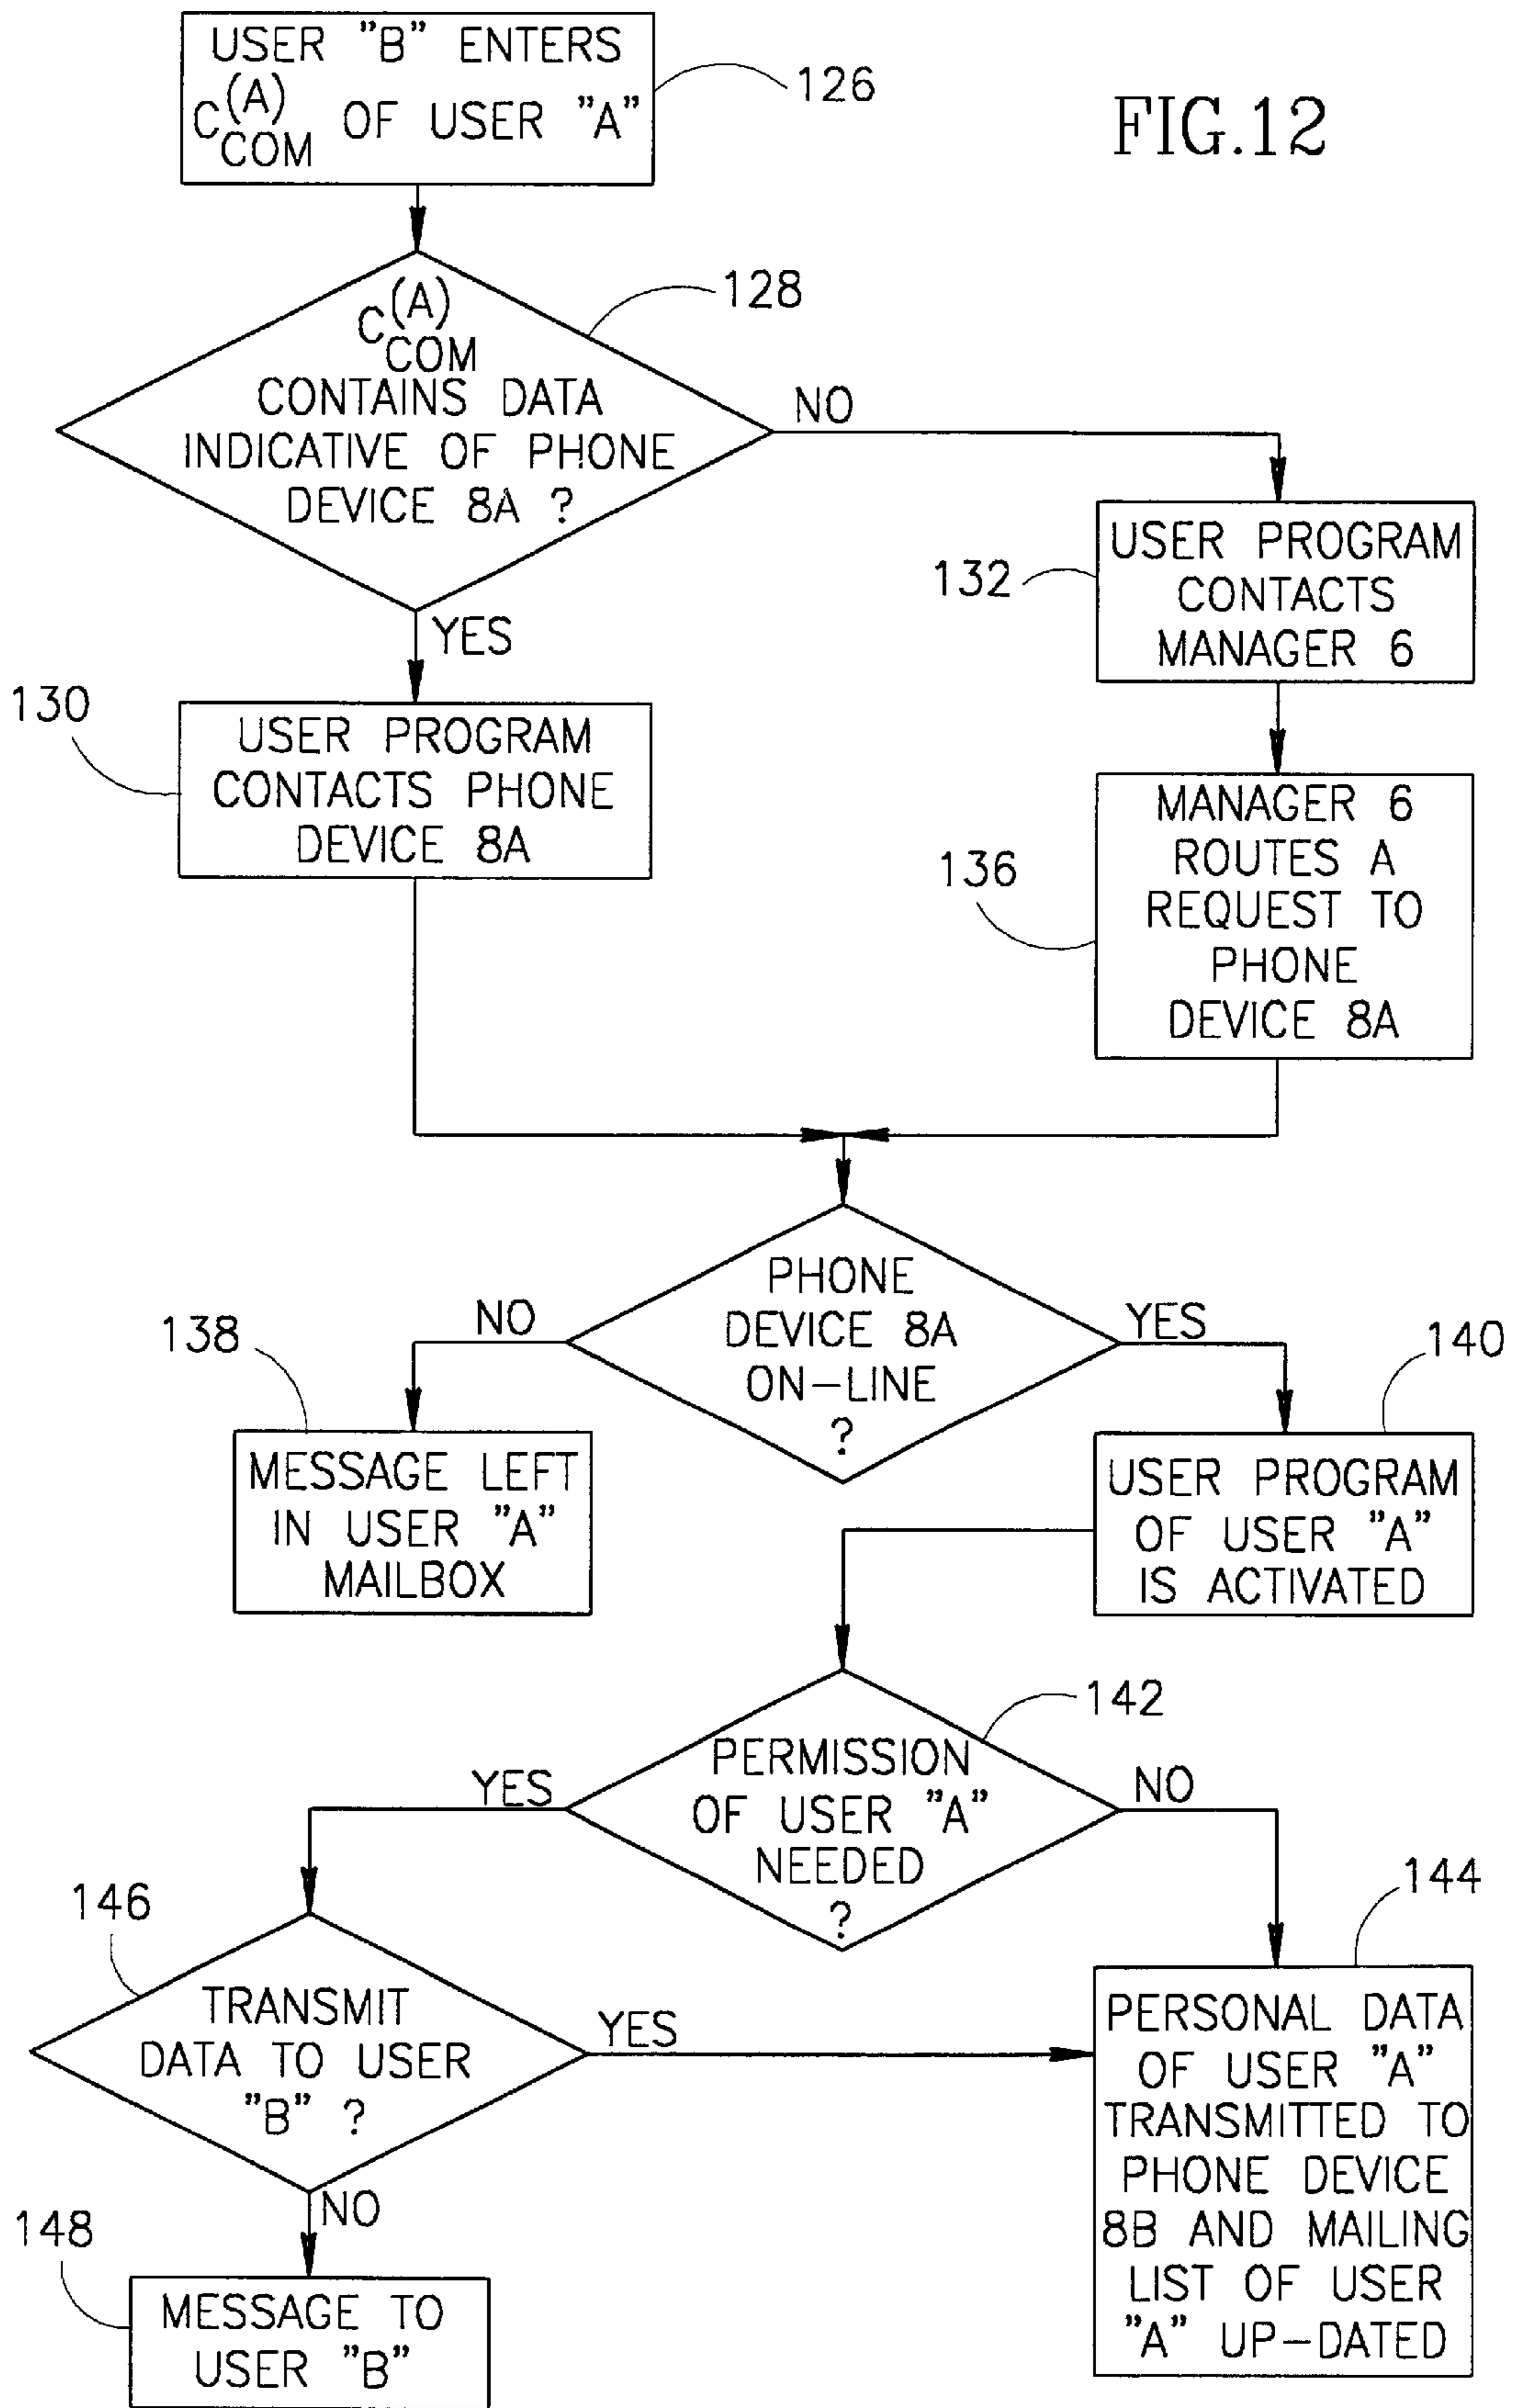 USER "B" ENTERS
C(A)COM OF USER "A"
126
FIG.12
C(A)COM
CONTAINS DATA
INDICATIVE OF PHONE
DEVICE 8A ?
128
NO
YES
132
USER PROGRAM
CONTACTS
MANAGER 6
130
USER PROGRAM
CONTACTS PHONE
DEVICE 8A
136
MANAGER 6
ROUTES A
REQUEST TO
PHONE
DEVICE 8A
PHONE
DEVICE 8A
ON-LINE
?
NO
YES
138
MESSAGE LEFT
IN USER "A"
MAILBOX
140
USER PROGRAM
OF USER "A"
IS ACTIVATED
142
PERMISSION
OF USER "A"
NEEDED
?
YES
NO
146
TRANSMIT
DATA TO USER
"B" ?
YES
NO
144
PERSONAL DATA
OF USER "A"
TRANSMITTED TO
PHONE DEVICE
8B AND MAILING
LIST OF USER
"A" UP-DATED
148
MESSAGE TO
USER "B"